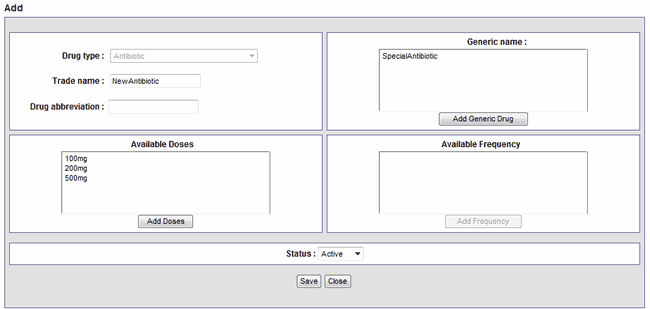 Add
Drug type :
Antibiotic
Trade name :
NewAntibiotic
Drug abbreviation :
Generic name :
SpecialAntibiotic
Add Generic Drug
Available Doses
100mg
200mg
500mg
Add Doses
Available Frequency
Add Frequency
Status :
Active
Save
Close